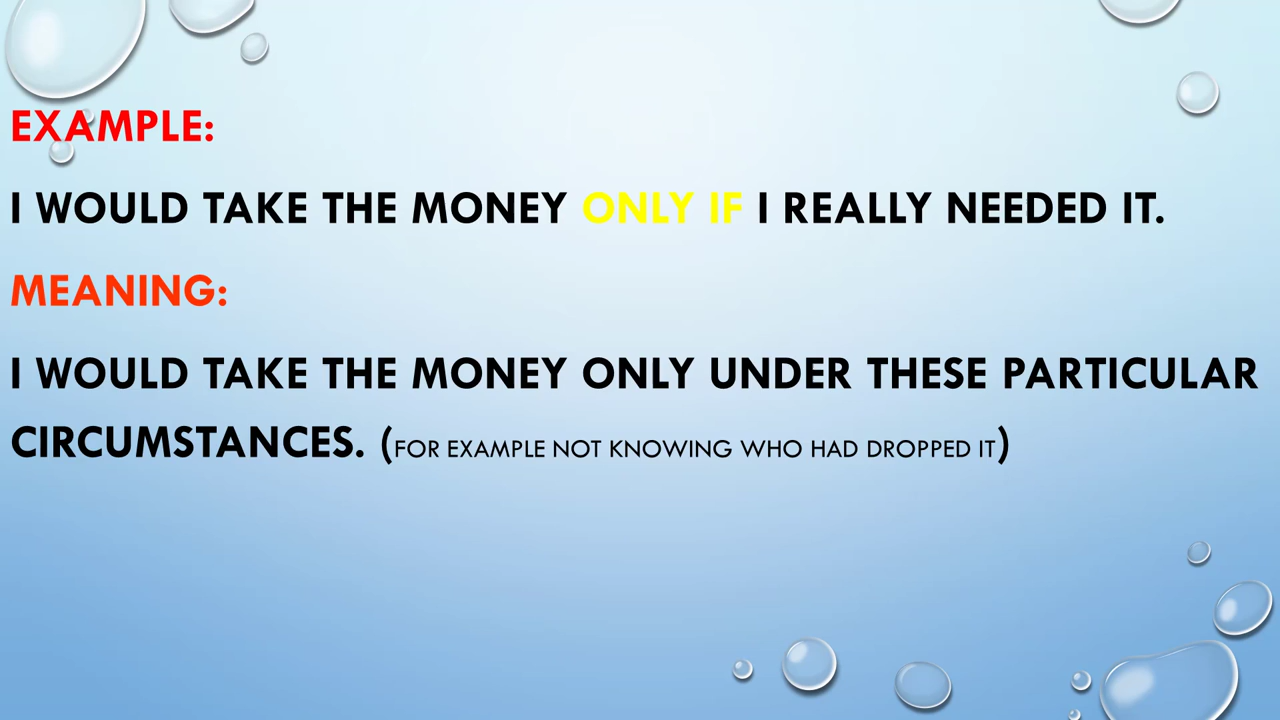 EXAMPLE:
I WOULD TAKE THE MONEY ONLY IF I REALLY NEEDED IT.
MEANING:
I WOULD TAKE THE MONEY ONLY UNDER THESE PARTICULAR
CIRCUMSTANCES. (FOR EXAMPLE NOT KNOWING WHO HAD DROPPED IT)